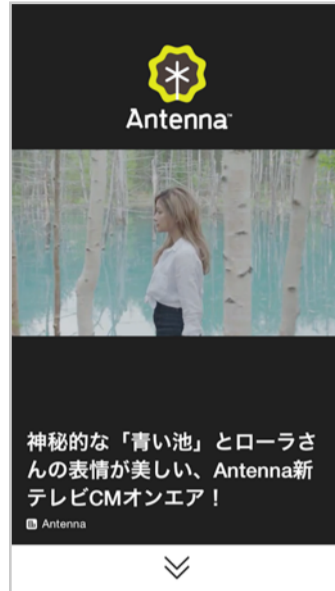 Antenna™
神秘的な「青い池」とローラさ
んの表情が美しい、Antenna新
テレビCMオンエア！
Antenna